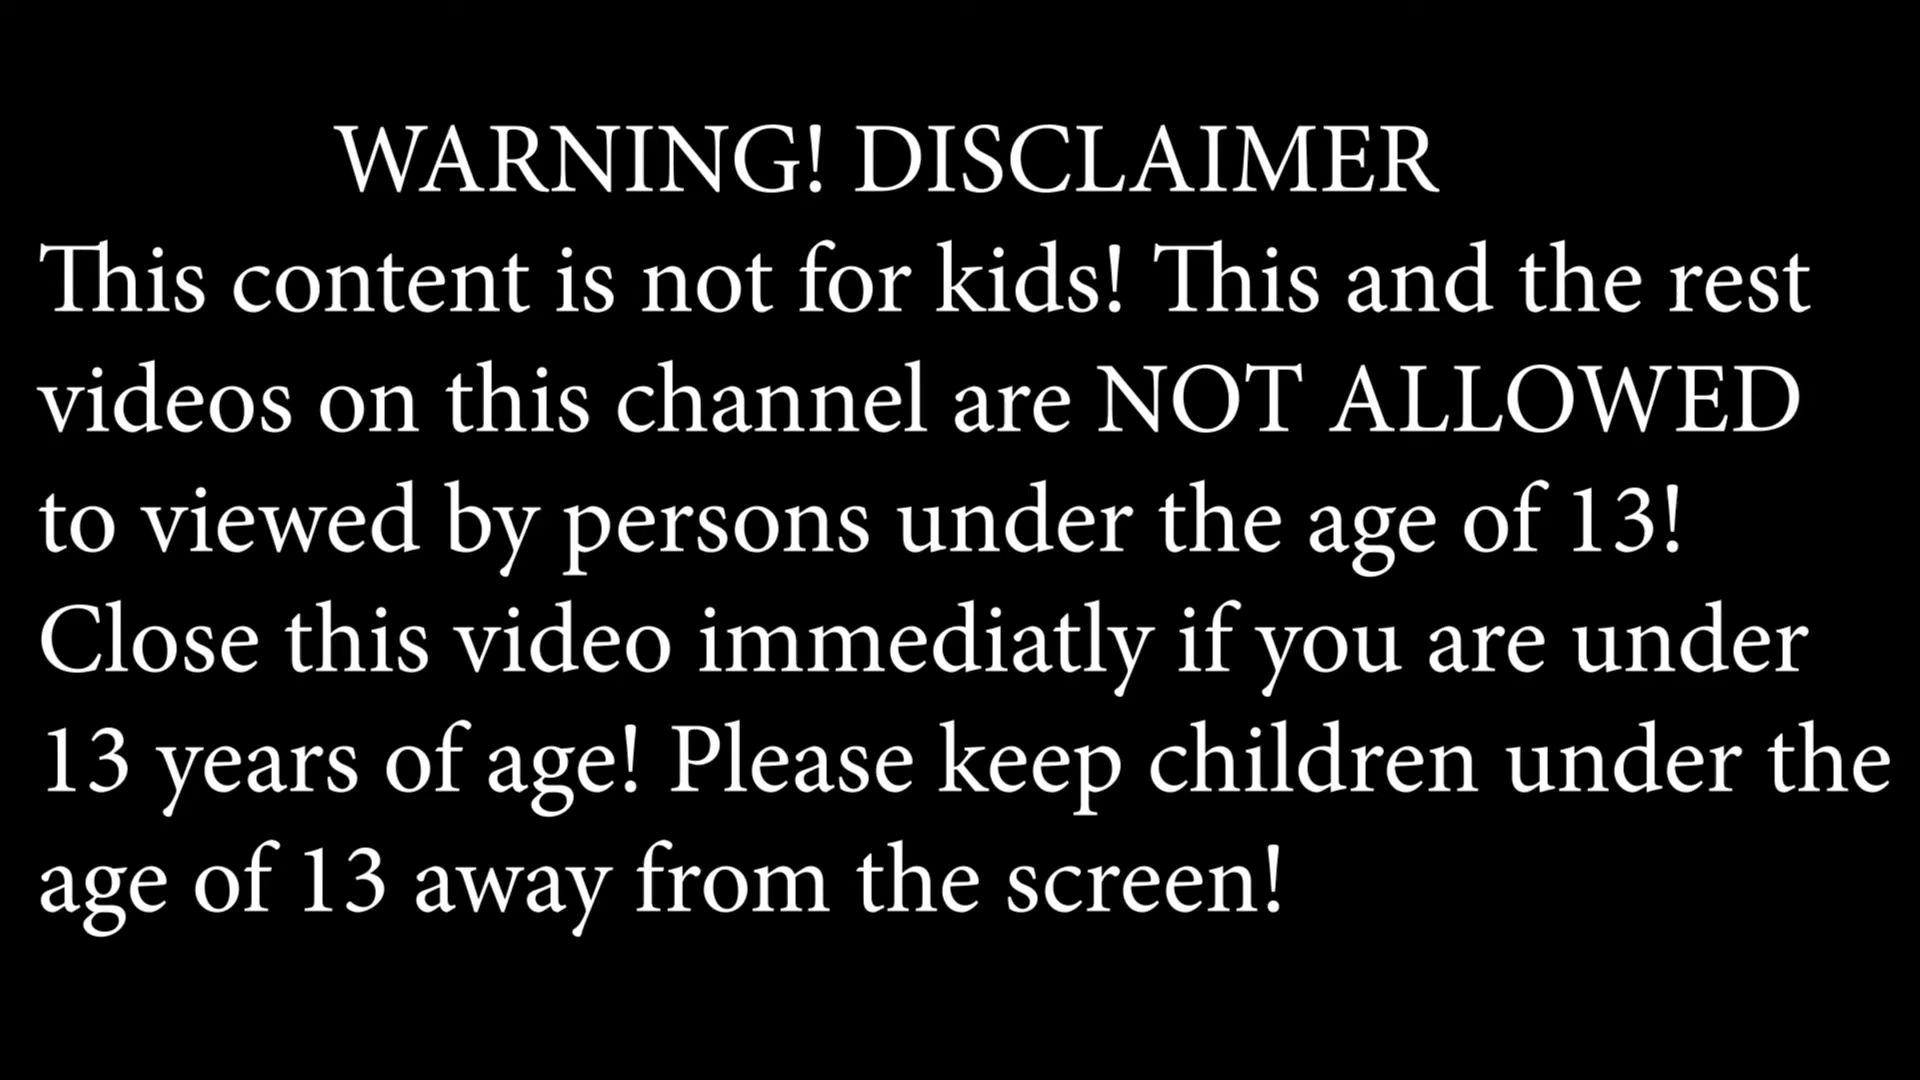 WARNING! DISCLAIMER
This content is not for kids! This and the rest
videos on this channel are NOT ALLOWED
to viewed by persons under the age of 13!
Close this video immediatly if you are under
13 years of age! Please keep children under the
age of 13 away from the screen!